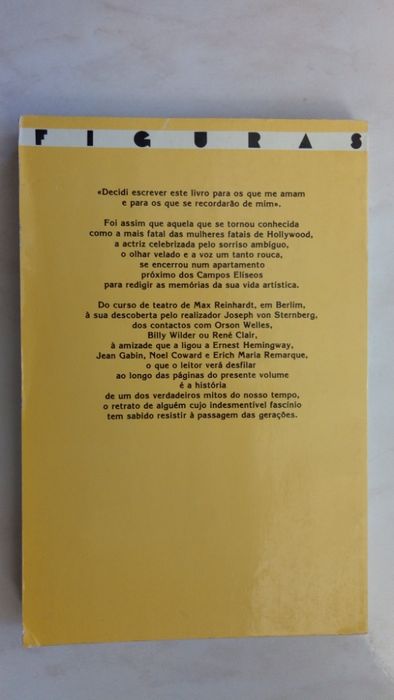 FIGURAS
«Decidi escrever este livro para os que me amam
e para os que se recordarão de mim».
Foi assim que aquela que se tornou conhecida
como a mais fatal das mulheres fatais de Hollywood,
a actriz celebrizada pelo sorriso ambíguo,
o olhar velado e a voz um tanto rouca,
se encerrou num apartamento
próximo dos Campos Elíseos
para redigir as memórias da sua vida artística.
Do curso de teatro de Max Reinhardt, em Berlim,
à sua descoberta pelo realizador Joseph von Sternberg,
dos contactos com Orson Welles,
Billy Wilder ou René Clair,
à amizade que a ligou a Ernest Hemingway,
Jean Gabin, Noel Coward e Erich Maria Remarque,
o que o leitor verá desfilar
ao longo das páginas do presente volume
é a história
de um dos verdadeiros mitos do nosso tempo,
o retrato de alguém cujo indesmentível fascínio
tem sabido resistir à passagem das gerações.